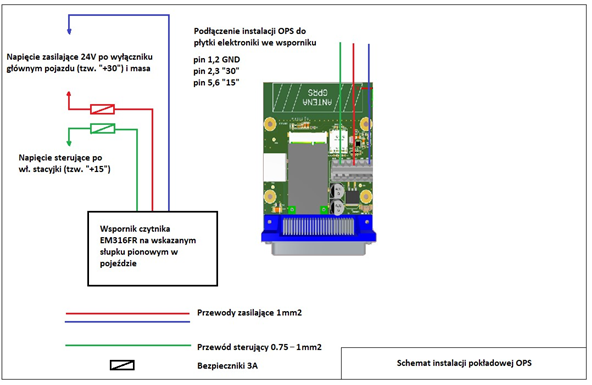 Napięcie zasilające 24V po wyłączniku
głównym pojazdu (tzw. "+30") i masa
Napięcie sterujące po
wł. stacyjki (tzw. "+15")
Wspornik czytnika
EM316FR na wskazanym
słupku pionowym w
pojeździe
Podłączenie instalacji OPS do
płytki elektroniki we wsporniku
pin 1,2 GND
pin 2,3 "30"
pin 5,6 "15"
ANTENA
GPRS
Przewody zasilające 1mm2
Przewód sterujący 0.75 – 1mm2
Bezpieczniki 3A
Schemat instalacji pokładowej OPS